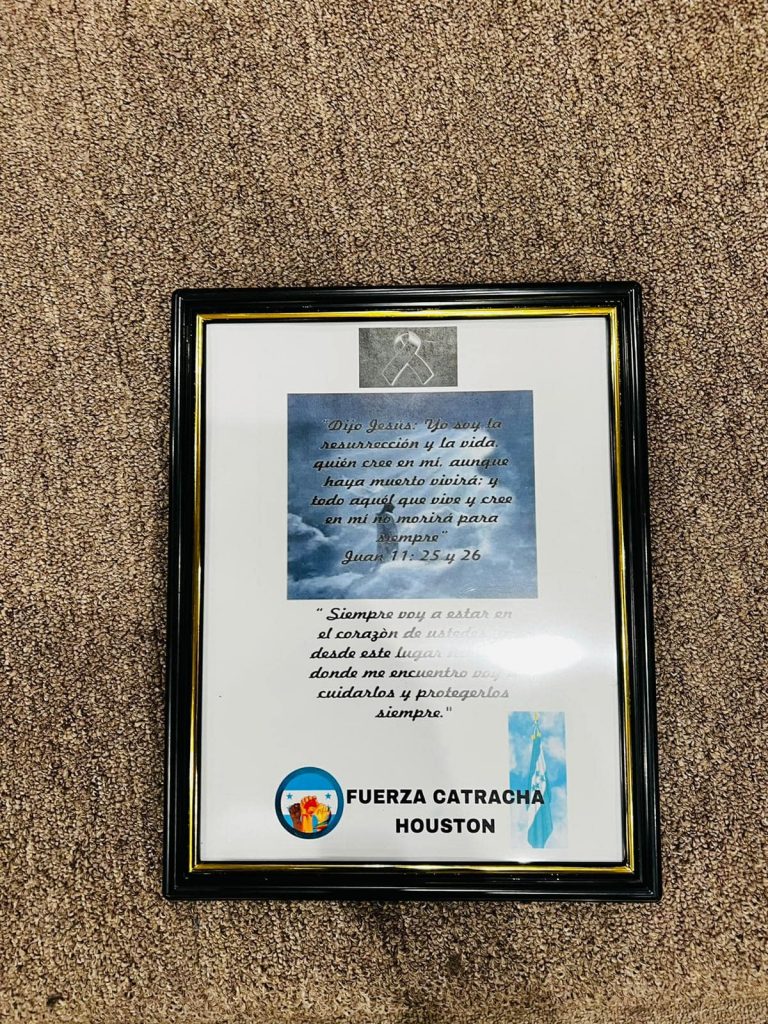 "Dijo Jesús: Yo soy la
resurrección y la vida,
quién cree en mí, aunque
haya muerto vivirá; y
todo aquél que vive y cree
en mí no morirá para
siempre"
Juan 11: 25 y 26
" Siempre voy a estar en
el corazòn de ustedes
desde este lugar
donde me encuentro voy
cuidarlos y protegerlos
siempre."
FUERZA CATRACHA
HOUSTON